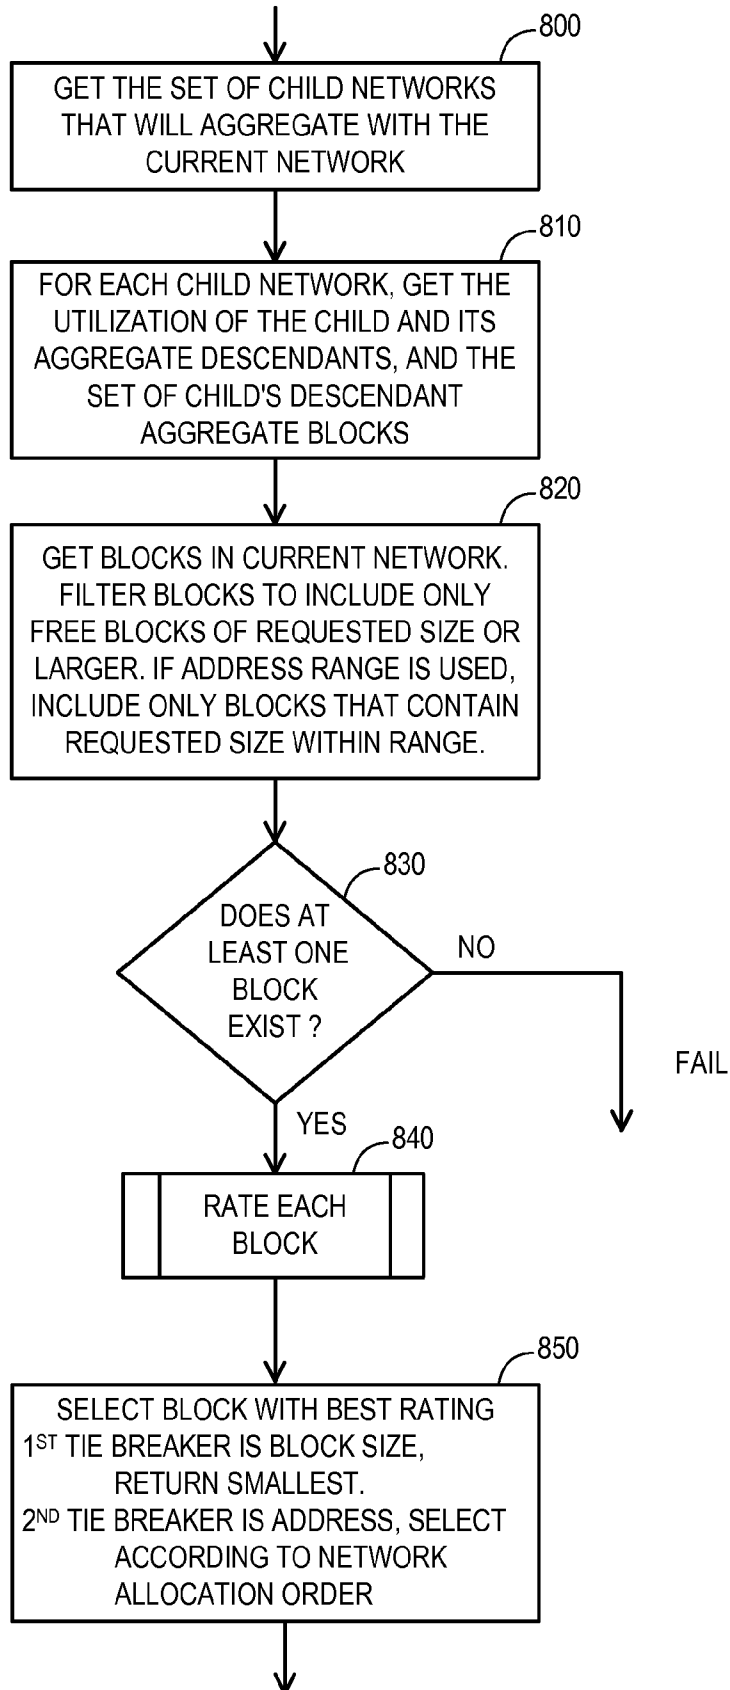 800
GET THE SET OF CHILD NETWORKS
THAT WILL AGGREGATE WITH THE
CURRENT NETWORK
810
FOR EACH CHILD NETWORK, GET THE
UTILIZATION OF THE CHILD AND ITS
AGGREGATE DESCENDANTS, AND THE
SET OF CHILD'S DESCENDANT
AGGREGATE BLOCKS
820
GET BLOCKS IN CURRENT NETWORK.
FILTER BLOCKS TO INCLUDE ONLY
FREE BLOCKS OF REQUESTED SIZE OR
LARGER. IF ADDRESS RANGE IS USED,
INCLUDE ONLY BLOCKS THAT CONTAIN
REQUESTED SIZE WITHIN RANGE.
830
DOES AT
LEAST ONE
BLOCK
EXIST ?
NO
FAIL
YES
840
RATE EACH
BLOCK
850
SELECT BLOCK WITH BEST RATING
1ST TIE BREAKER IS BLOCK SIZE,
RETURN SMALLEST.
2ND TIE BREAKER IS ADDRESS, SELECT
ACCORDING TO NETWORK
ALLOCATION ORDER